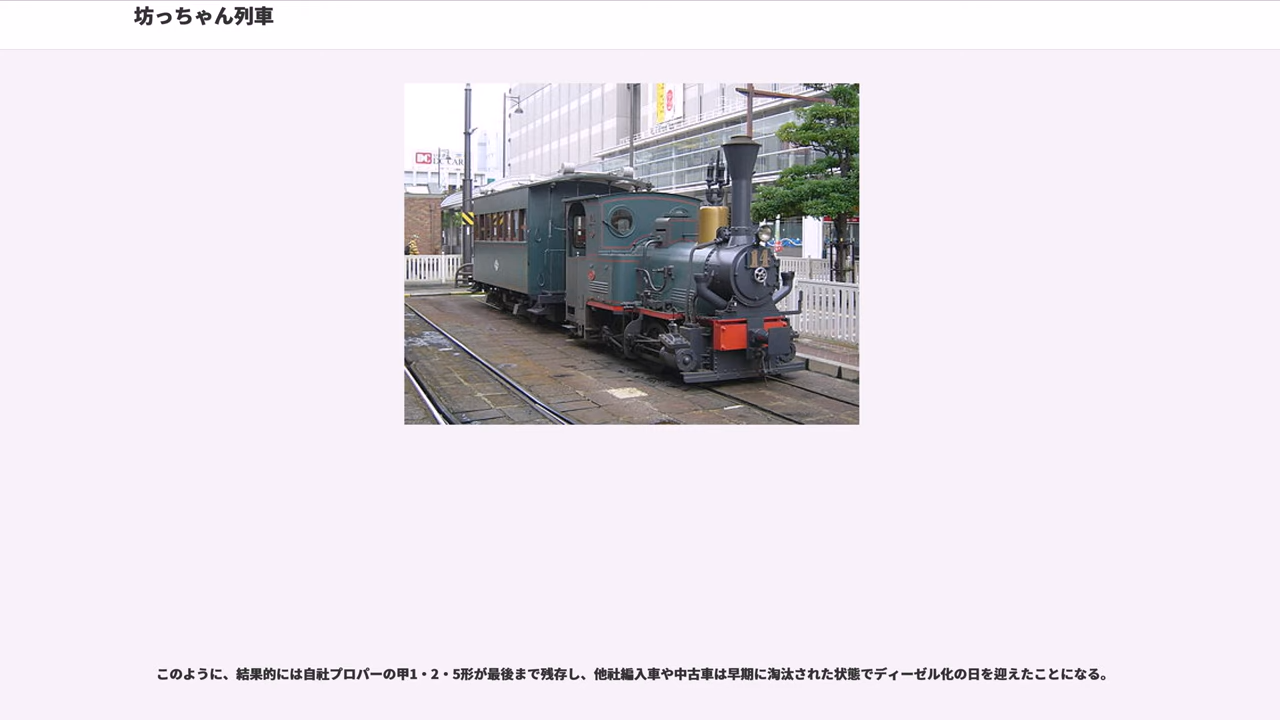 坊っちゃん列車
DC
14
このように、結果的には自社プロパーの甲1・2・5形が最後まで残存し、他社編入車や中古車は早期に淘汰された状態でディーゼル化の日を迎えたことになる。